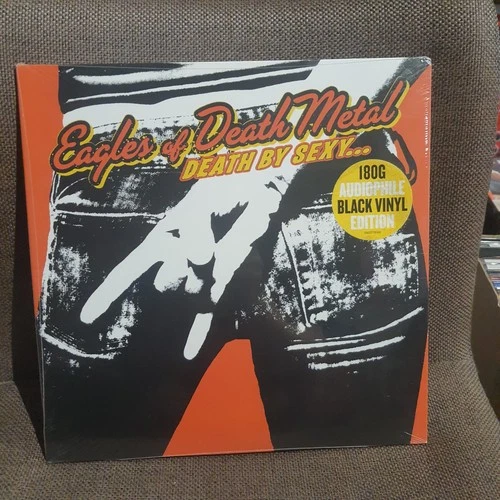 Eagles of Death Metal
DEATH BY SEXY...
180G
AUDIOPHILE
BLACK VINYL
EDITION